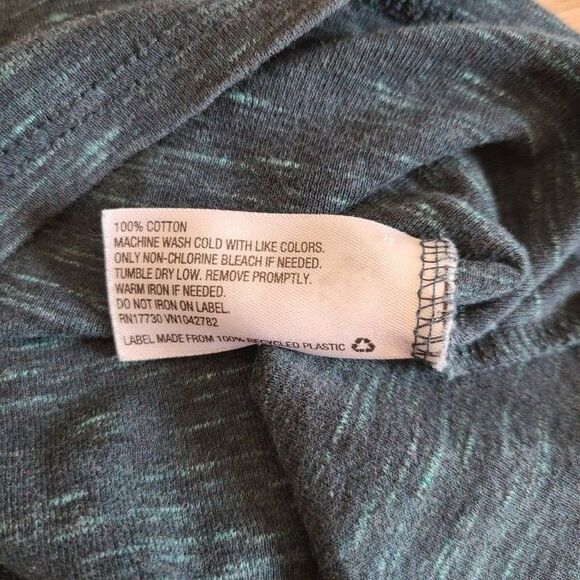 100% COTTON
MACHINE WASH COLD WITH LIKE COLORS.
ONLY NON-CHLORINE BLEACH IF NEEDED.
TUMBLE DRY LOW. REMOVE PROMPTLY.
WARM IRON IF NEEDED.
DO NOT IRON ON LABEL.
RN17730 VN1042782
LABEL MADE FROM 100% RECYCLED PLASTIC